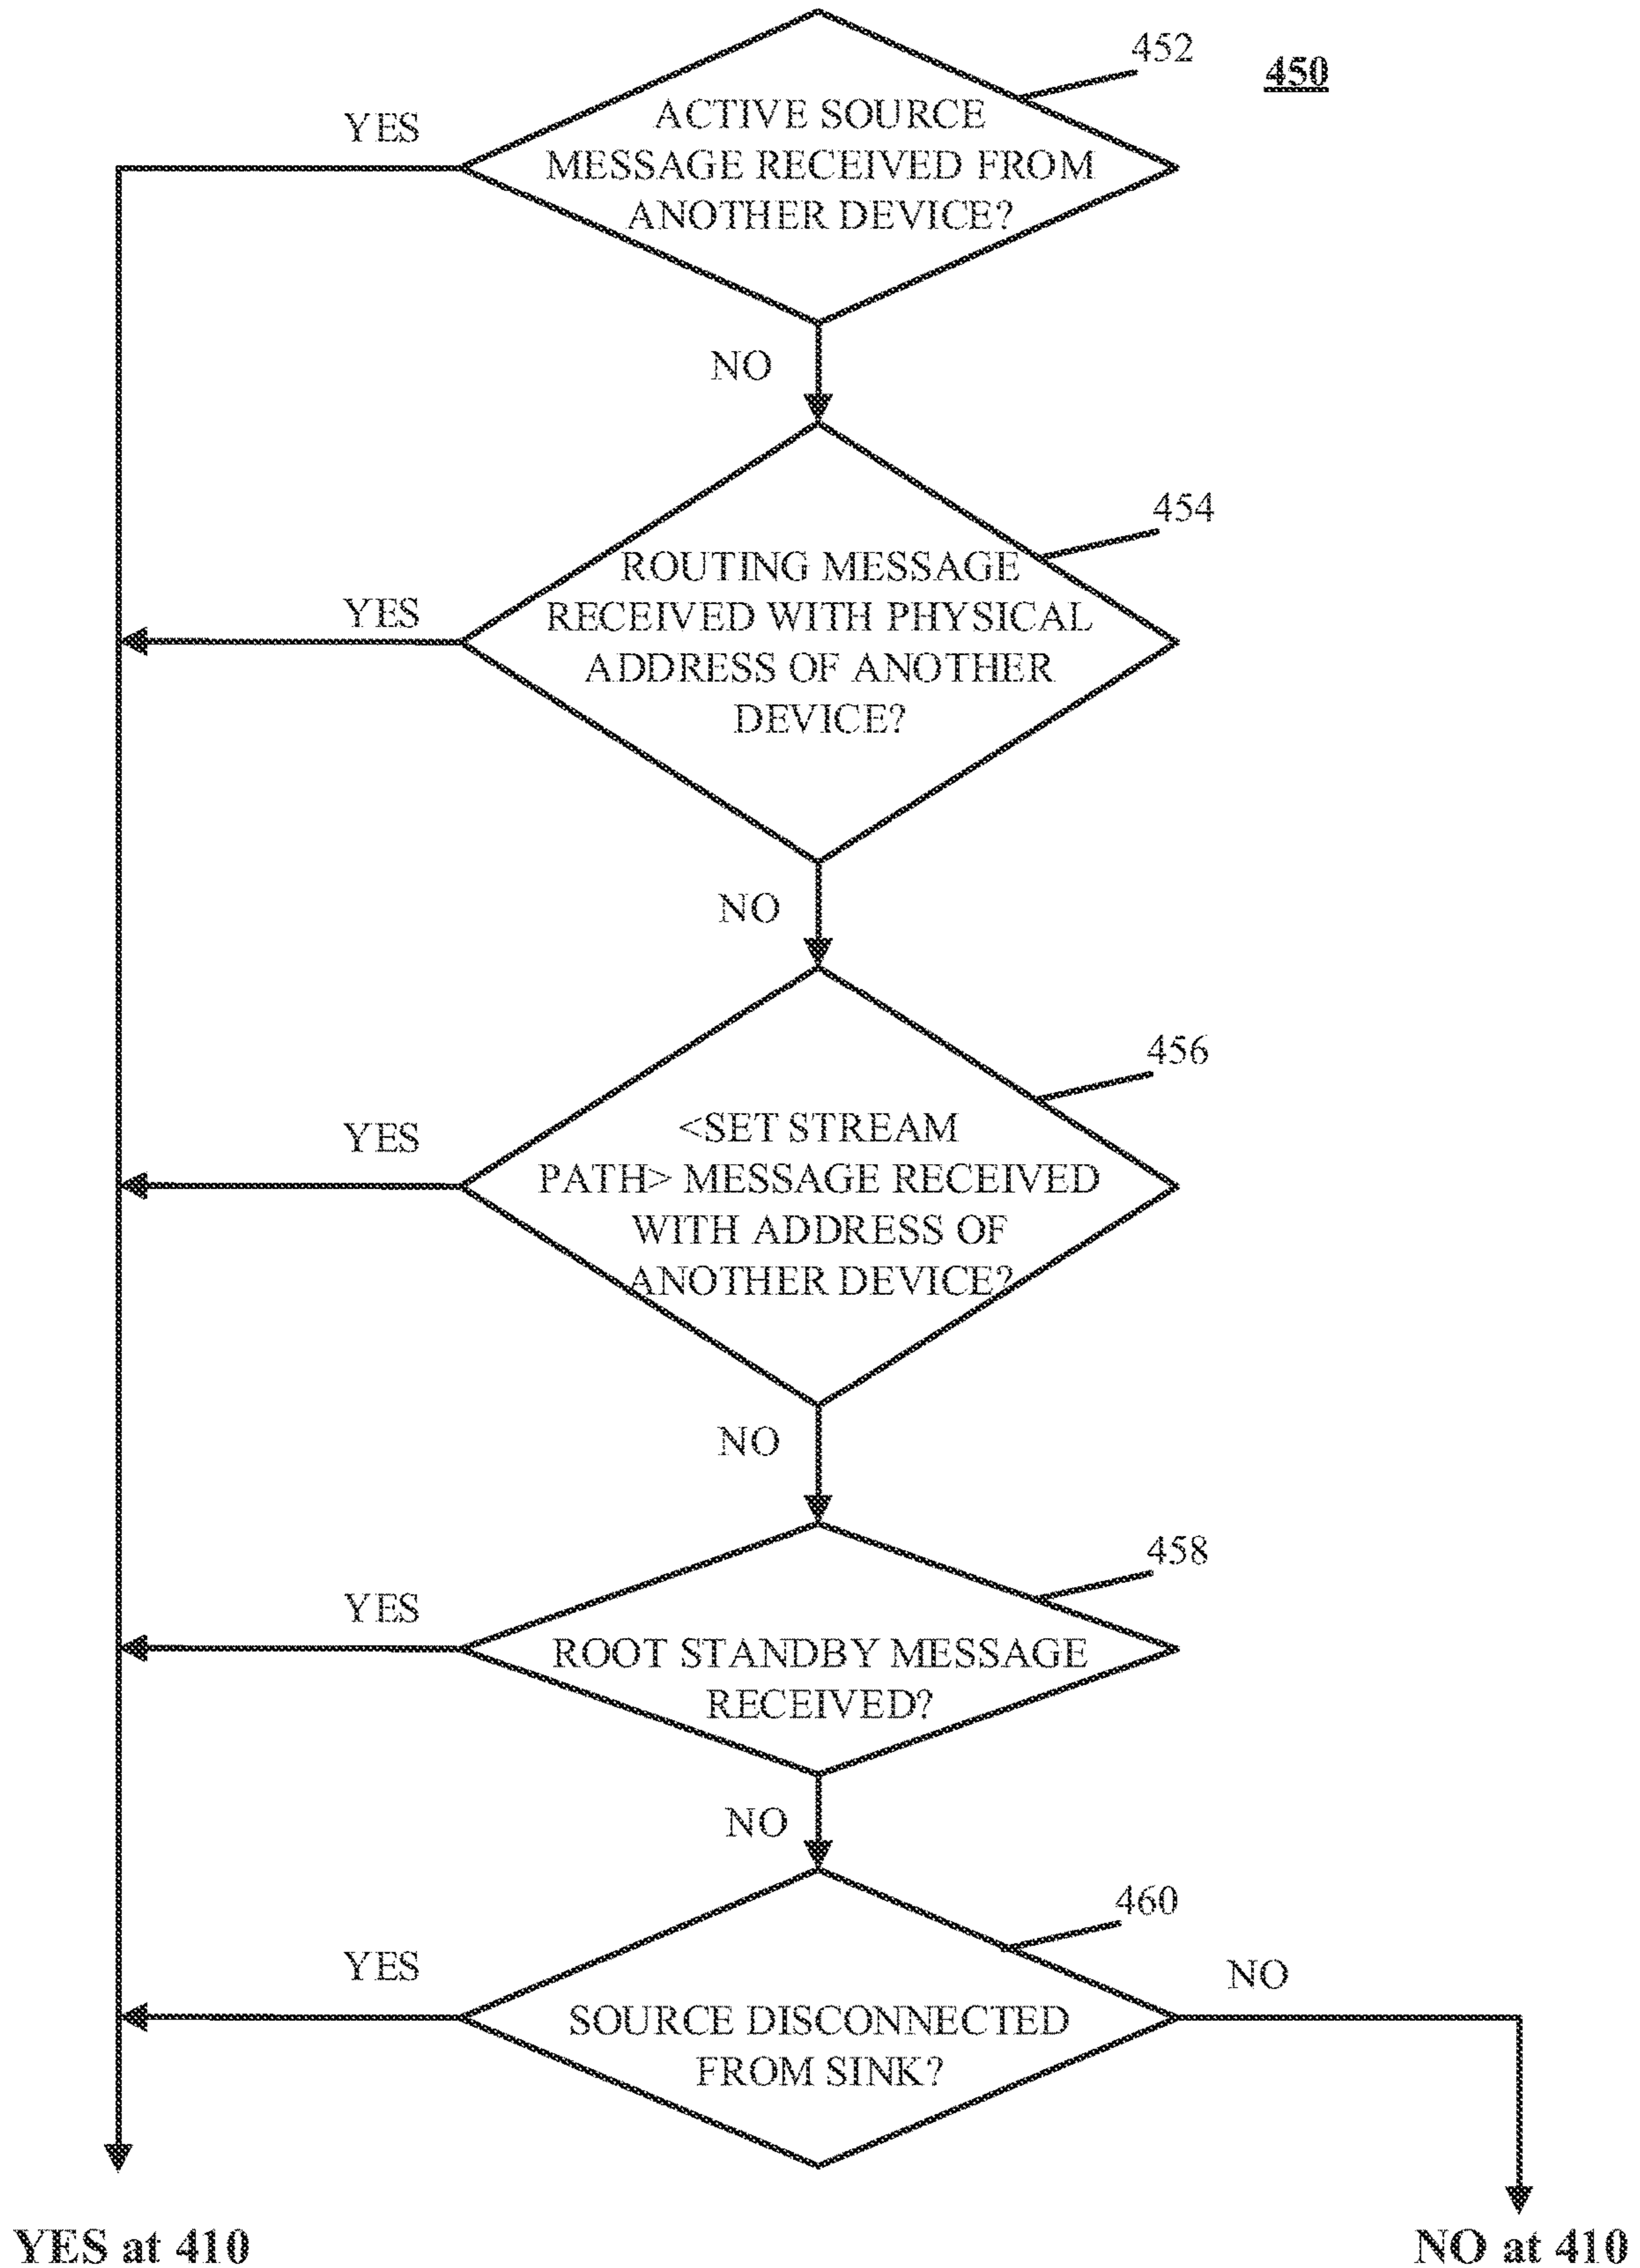 452
450
YES
ACTIVE SOURCE
MESSAGE RECEIVED FROM
ANOTHER DEVICE?
NO
454
YES
ROUTING MESSAGE
RECEIVED WITH PHYSICAL
ADDRESS OF ANOTHER
DEVICE?
NO
456
YES
<SET STREAM
PATH> MESSAGE RECEIVED
WITH ADDRESS OF
ANOTHER DEVICE?
NO
458
YES
ROOT STANDBY MESSAGE
RECEIVED?
NO
460
YES
NO
SOURCE DISCONNECTED
FROM SINK?
YES at 410
NO at 410